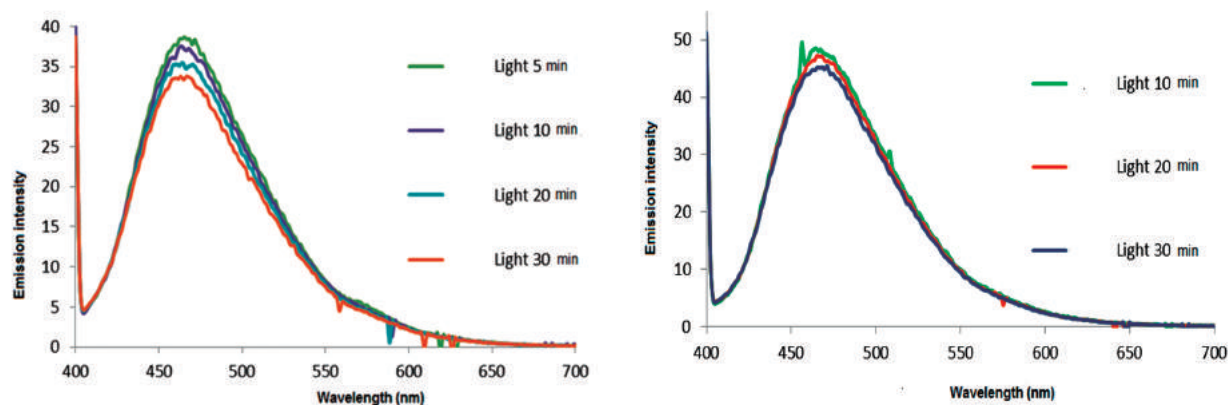 40
35
30
25
20
15
10
5
0
Emission intensity
400 450 500 550 600 650 700
Wavelength (nm)
Light 5 min
Light 10 min
Light 20 min
Light 30 min
50
40
30
20
10
0
Emission intensity
400 450 500 550 600 650 700
Wavelength (nm)
Light 10 min
Light 20 min
Light 30 min